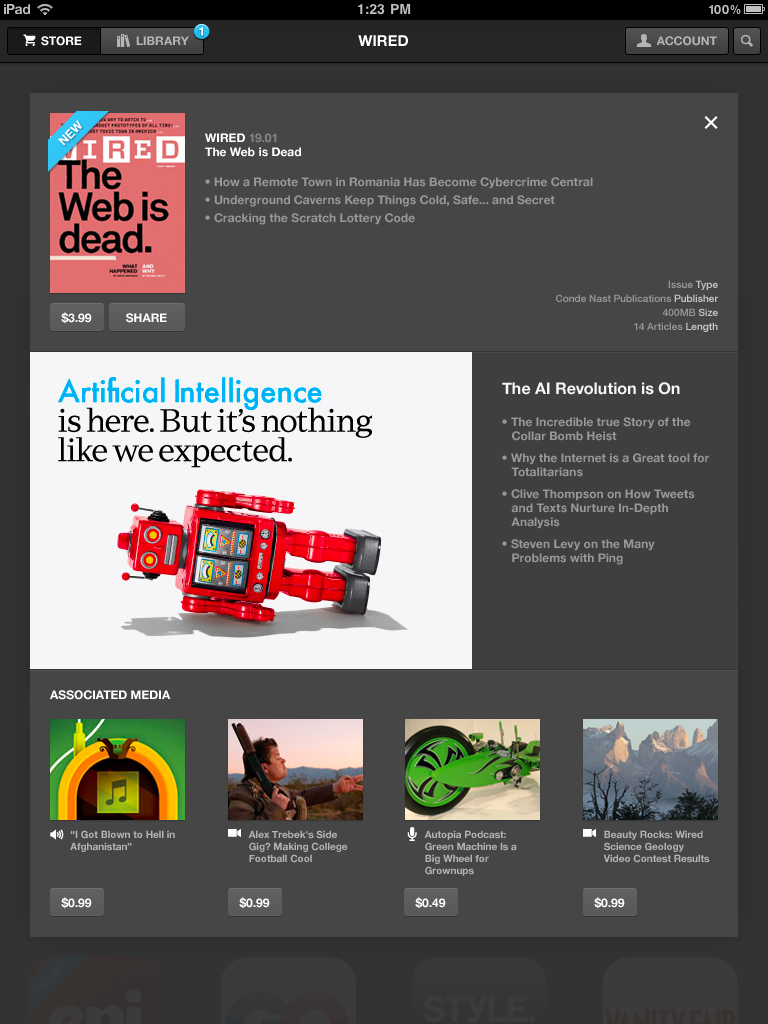 iPad
1:23 PM
100%
STORE
LIBRARY
1
WIRED
ACCOUNT
NEW
WIRED
The
Web is
dead.
WHAT
HAPPENED
AND
WHY
WIRED 19.01
The Web is Dead
• How a Remote Town in Romania Has Become Cybercrime Central
• Underground Caverns Keep Things Cold, Safe... and Secret
• Cracking the Scratch Lottery Code
Issue Type
Conde Nast Publications Publisher
400MB Size
14 Articles Length
$3.99
SHARE
Artificial Intelligence
is here. But it's nothing
like we expected.
The AI Revolution is On
• The Incredible true Story of the
Collar Bomb Heist
• Why the Internet is a Great tool for
Totalitarians
• Clive Thompson on How Tweets
and Texts Nurture In-Depth
Analysis
• Steven Levy on the Many
Problems with Ping
ASSOCIATED MEDIA
“I Got Blown to Hell in
Afghanistan”
$0.99
Alex Trebek's Side
Gig? Making College
Football Cool
$0.99
Autopia Podcast:
Green Machine Is a
Big Wheel for
Grownups
$0.49
Beauty Rocks: Wired
Science Geology
Video Contest Results
$0.99
STYLE.
VANITY FAIR